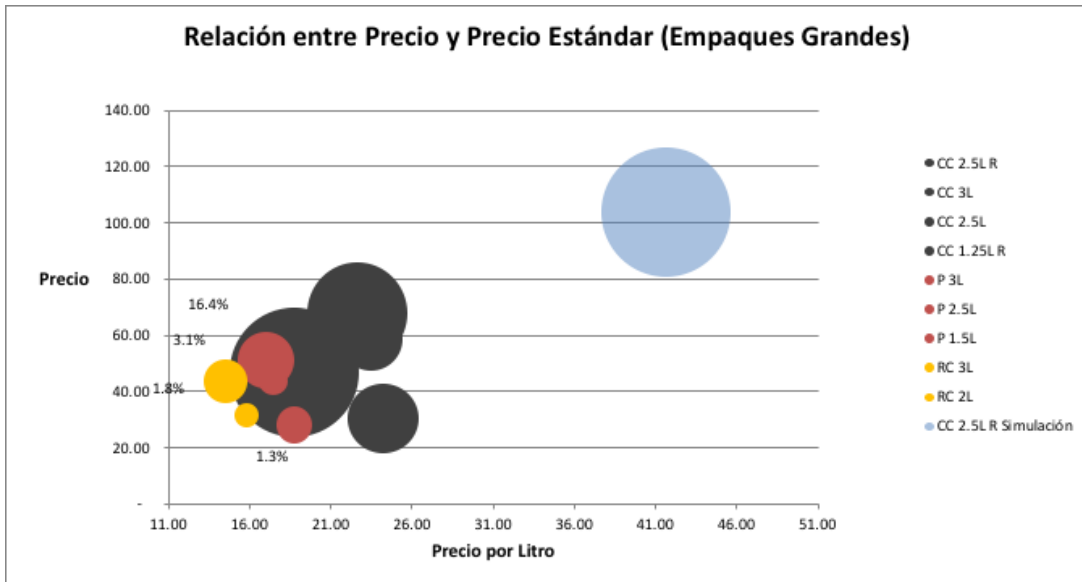 Relación entre Precio y Precio Estándar (Empaques Grandes)
140.00
120.00
100.00
80.00
60.00
40.00
20.00
-
Precio
16.4%
3.1%
1.8%
1.3%
11.00 16.00 21.00 26.00 31.00 36.00 41.00 46.00 51.00
Precio por Litro
CC 2.5L R
CC 3L
CC 2.5L
CC 1.25L R
P 3L
P 2.5L
P 1.5L
RC 3L
RC 2L
CC 2.5L R Simulación